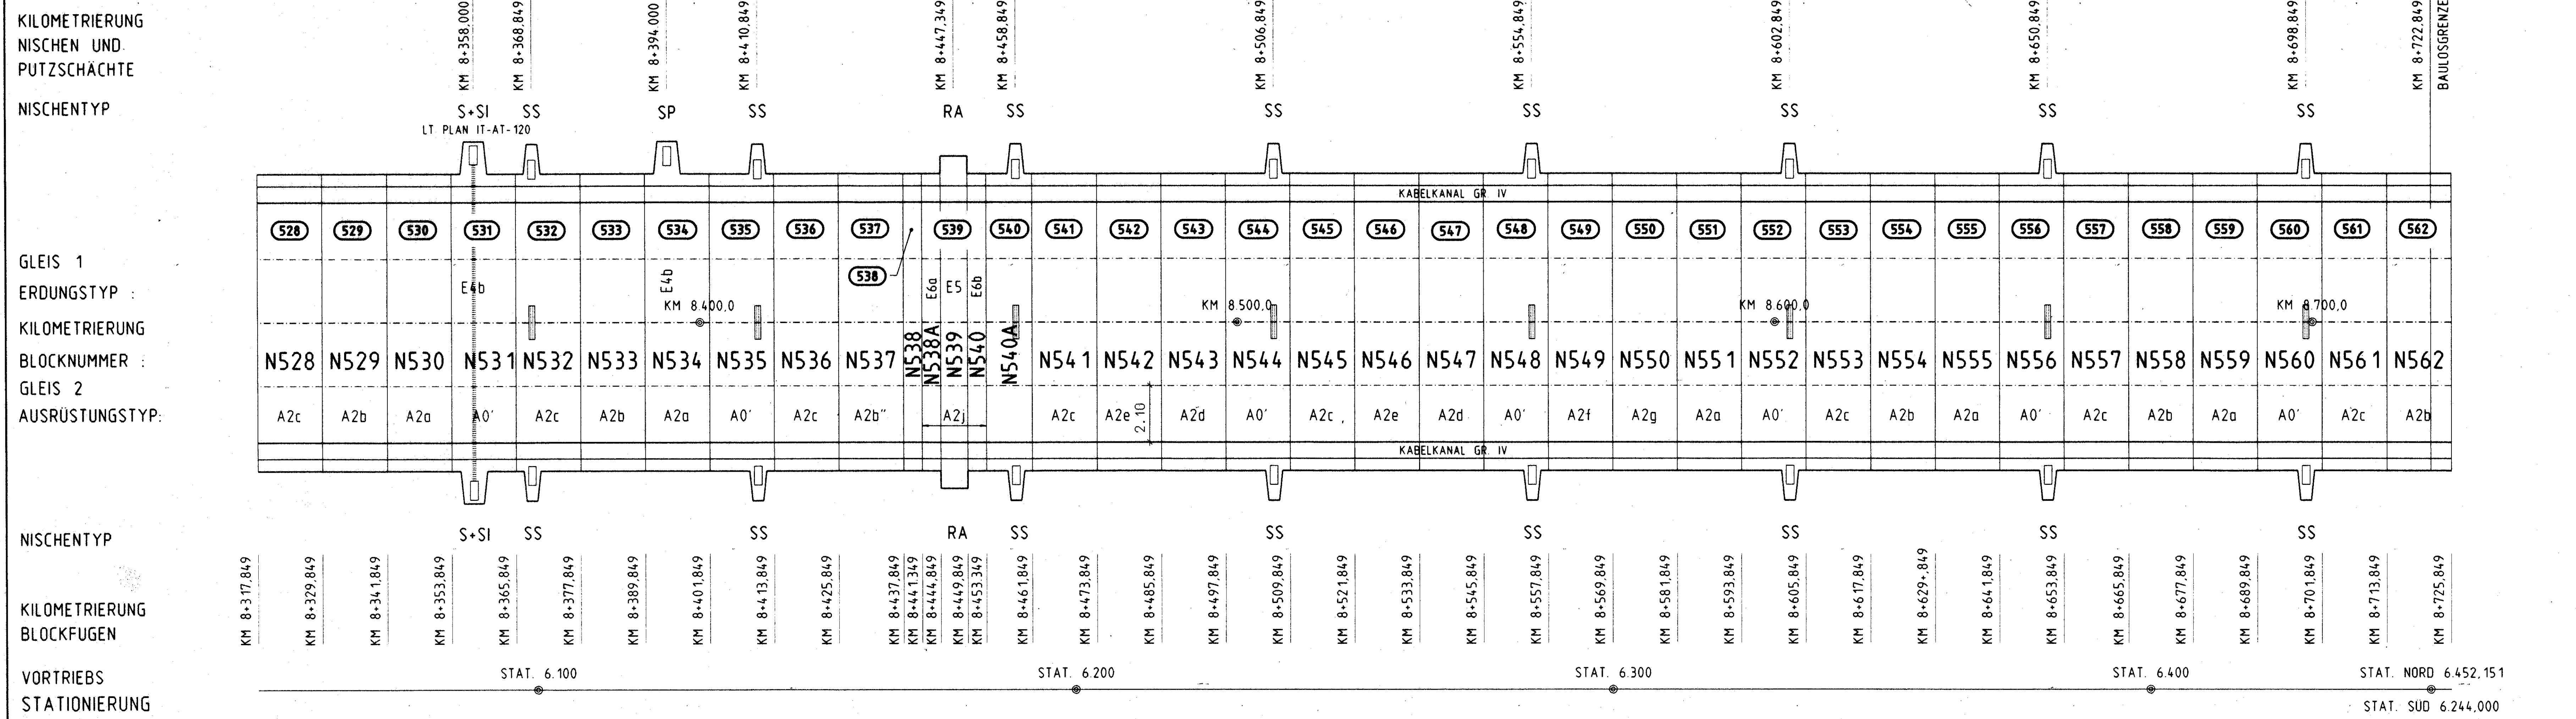 KILOMETRIERUNG
NISCHEN UND
PUTZSCHÄCHTE
KM 8+358.000 KM 8+368,849 KM 8+394.000 KM 8+410,849 KM 8+447,349 KM 8+458,849 KM 8+506,849 KM 8+554,849 KM 8+602,849 KM 8+650,849 KM 8+698,849 KM 8+722,849 BAULOSGRENZE
NISCHENTYP S+SI SS SP SS RA SS SS SS SS SS SS
LT PLAN IT-AT-120
KABELKANAL GR IV
528 529 530 531 532 533 534 535 536 537 539 540 541 542 543 544 545 546 547 548 549 550 551 552 553 554 555 556 557 558 559 560 561 562
538
GLEIS 1
ERDUNGSTYP : E4b E4b E6a E5 E6b
KM 8.400,0 KM 8.500,0 KM 8.600,0 KM 8.700,0
KILOMETRIERUNG
BLOCKNUMMER : N528 N529 N530 N531 N532 N533 N534 N535 N536 N537 N538 N538A N539 N540 N540A N541 N542 N543 N544 N545 N546 N547 N548 N549 N550 N551 N552 N553 N554 N555 N556 N557 N558 N559 N560 N561 N562
GLEIS 2
AUSRÜSTUNGSTYP: A2c A2b A2a A0' A2c A2b A2a A0' A2c A2b" A2j A2c A2e 2.10 A2d A0' A2c A2e A2d A0' A2f A2g A2a A0' A2c A2b A2a A0' A2c A2b A2a A0' A2c A2b
KABELKANAL GR. IV
NISCHENTYP S+SI SS SS RA SS SS SS SS SS SS
KILOMETRIERUNG
BLOCKFUGEN
KM 8+317,849 KM 8+329,849 KM 8+341,849 KM 8+353,849 KM 8+365,849 KM 8+377,849 KM 8+389,849 KM 8+401,849 KM 8+413,849 KM 8+425,849 KM 8+437,849 KM 8+441,349 KM 8+444,849 KM 8+449,849 KM 8+453,349 KM 8+461,849 KM 8+473,849 KM 8+485,849 KM 8+497,849 KM 8+509,849 KM 8+521,849 KM 8+533,849 KM 8+545,849 KM 8+557,849 KM 8+569,849 KM 8+581,849 KM 8+593,849 KM 8+605,849 KM 8+617,849 KM 8+629+,849 KM 8+641,849 KM 8+653,849 KM 8+665,849 KM 8+677,849 KM 8+689,849 KM 8+701,849 KM 8+713,849 KM 8+725,849
VORTRIEBS STAT. 6.100 STAT. 6.200 STAT. 6.300 STAT. 6.400 STAT. NORD 6.452,151
STATIONIERUNG STAT. SÜD 6.244,000